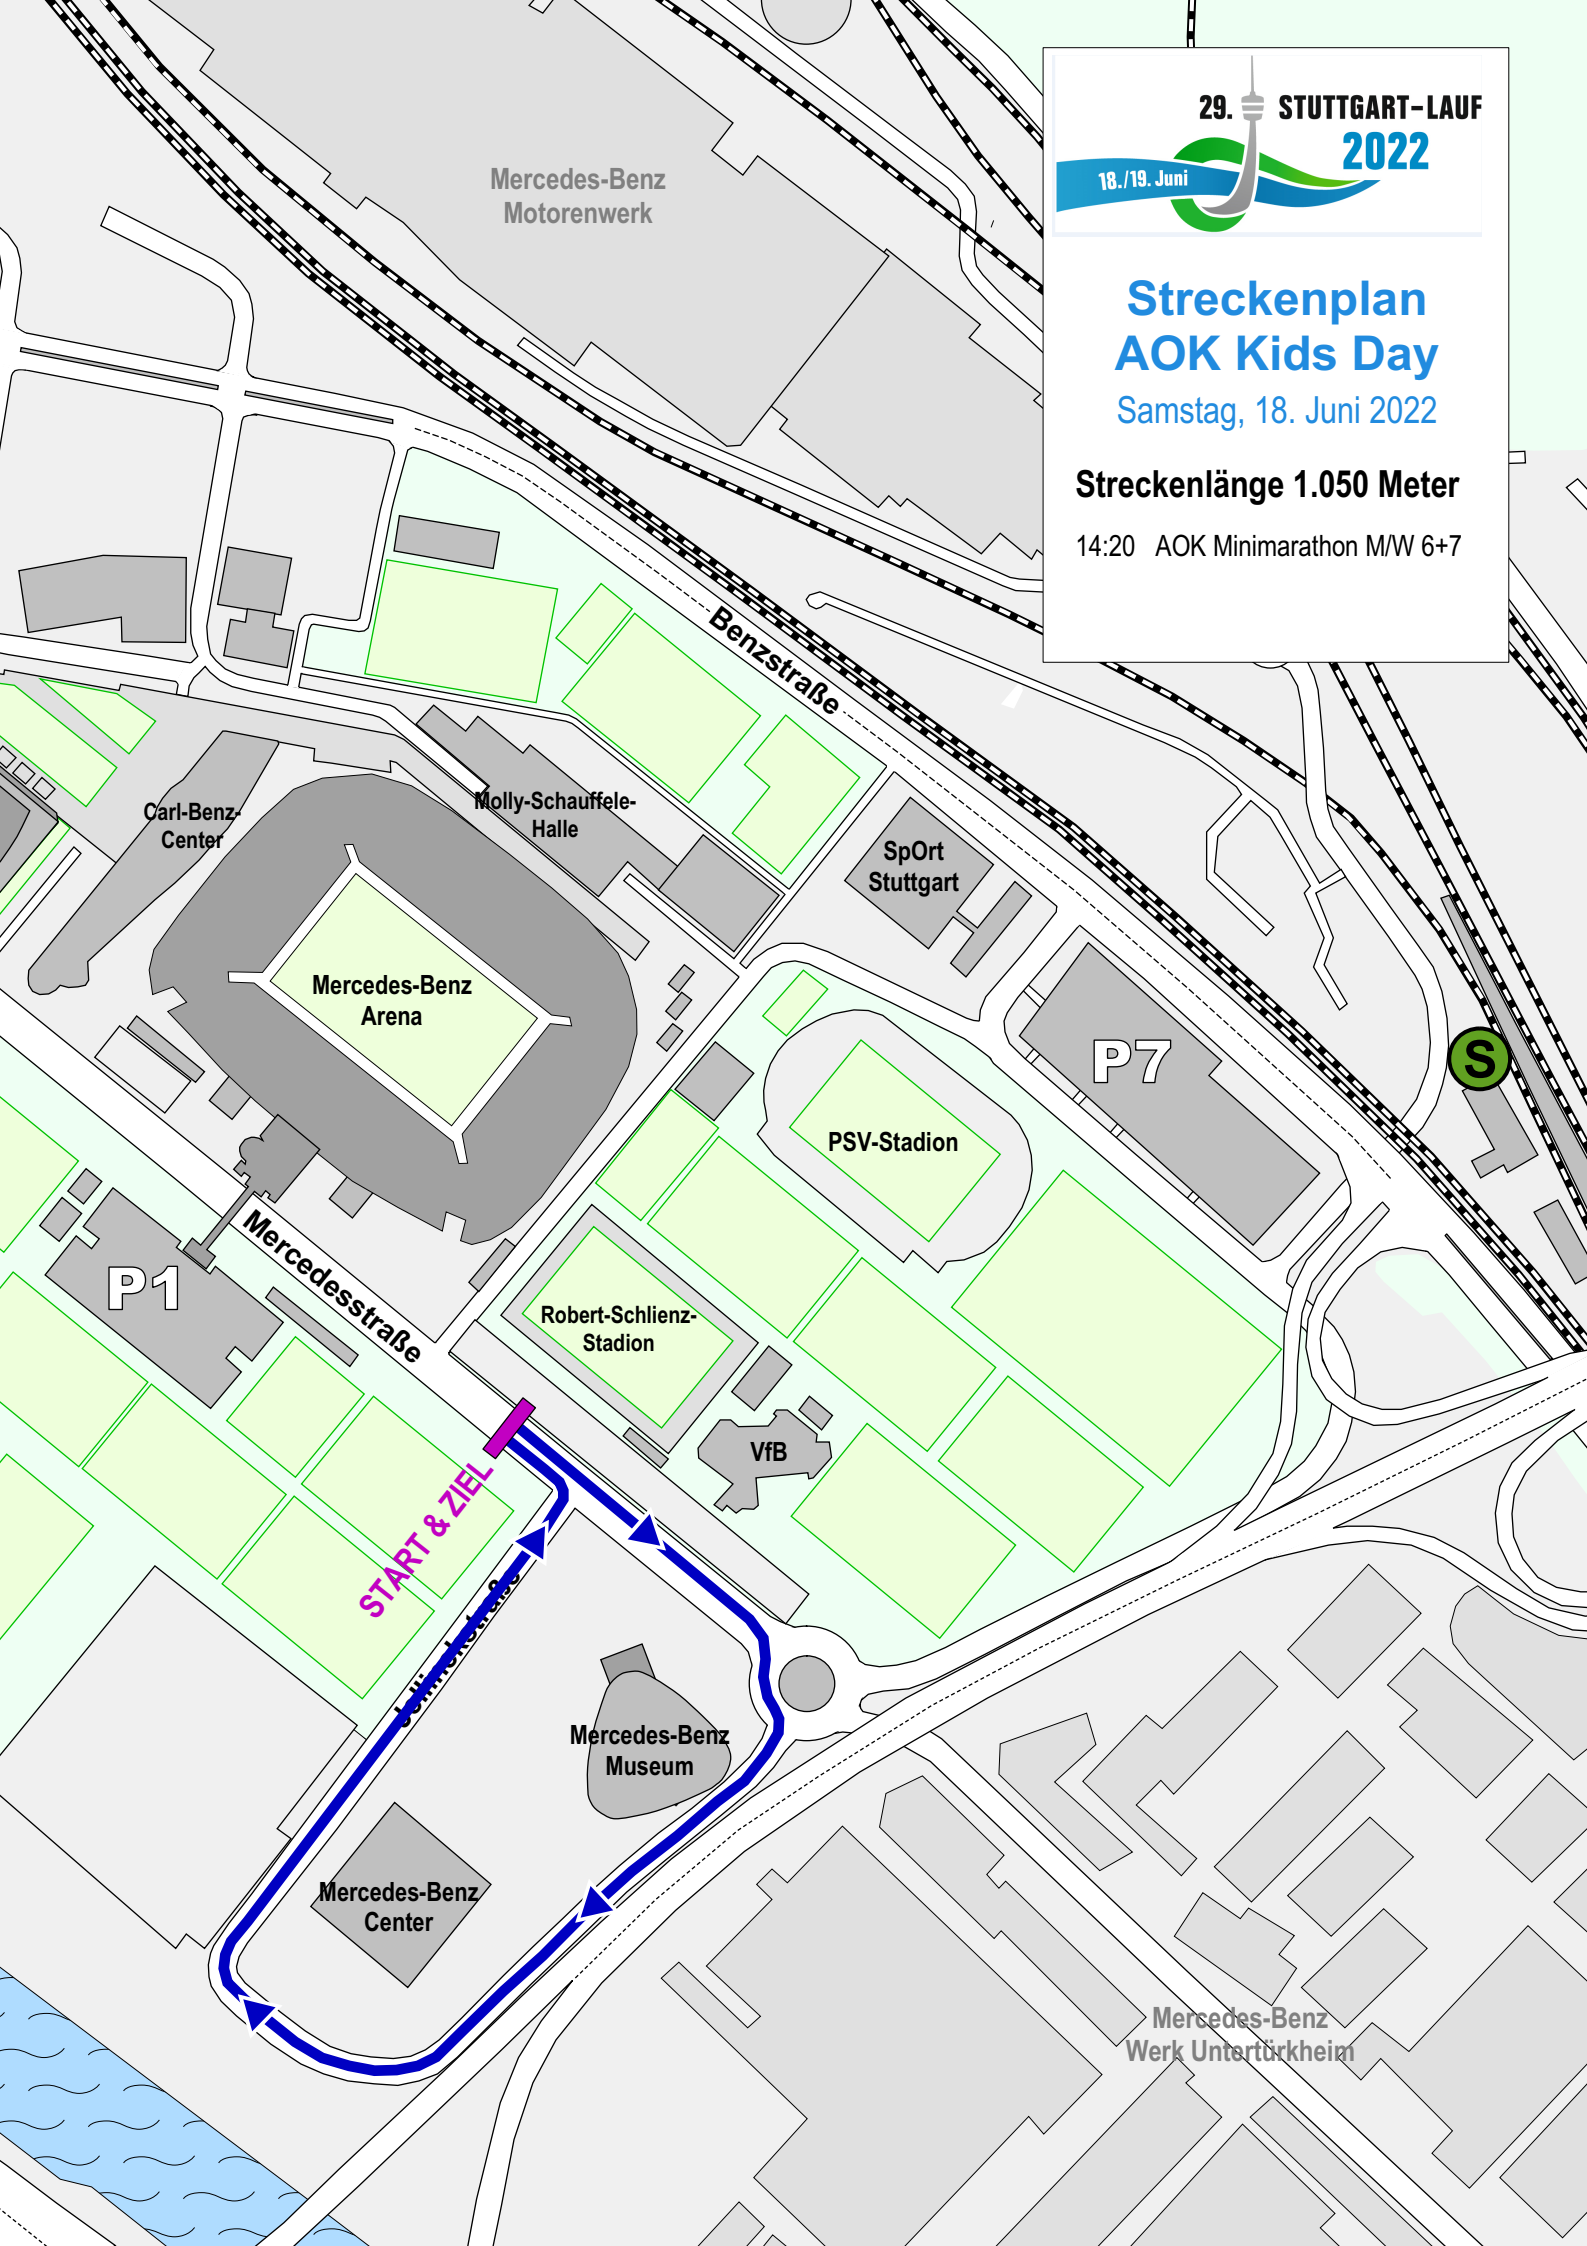 29. STUTTGART-LAUF
2022
18./19. Juni
Streckenplan
AOK Kids Day
Samstag, 18. Juni 2022
Streckenlänge 1.050 Meter
14:20 AOK Minimarathon M/W 6+7
Mercedes-Benz
Motorenwerk
Benzstraße
Carl-Benz-
Center
Molly-Schauffele-
Halle
SpOrt
Stuttgart
Mercedes-Benz
Arena
P7
S
PSV-Stadion
Mercedesstraße
P1
Robert-Schlienz-
Stadion
VfB
START & ZIEL
Jellinekstraße
Mercedes-Benz
Museum
Mercedes-Benz
Center
Mercedes-Benz
Werk Untertürkheim